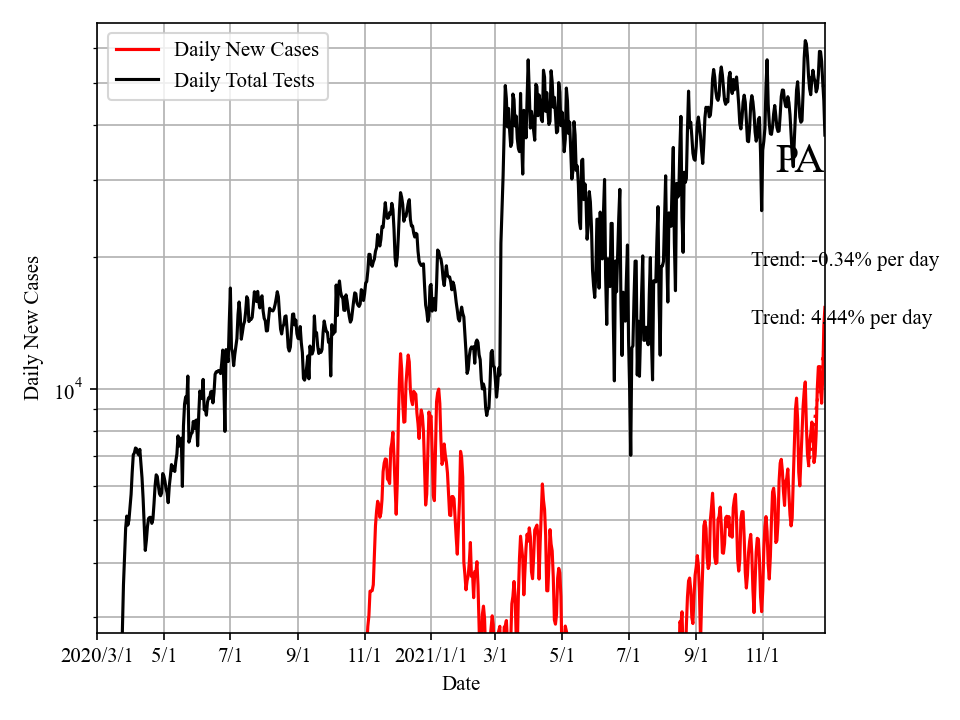 Daily New Cases
Daily Total Tests
PA
Trend: -0.34% per day
Trend: 4.44% per day
Daily New Cases
10^4
2020/3/1 5/1 7/1 9/1 11/1 2021/1/1 3/1 5/1 7/1 9/1 11/1
Date